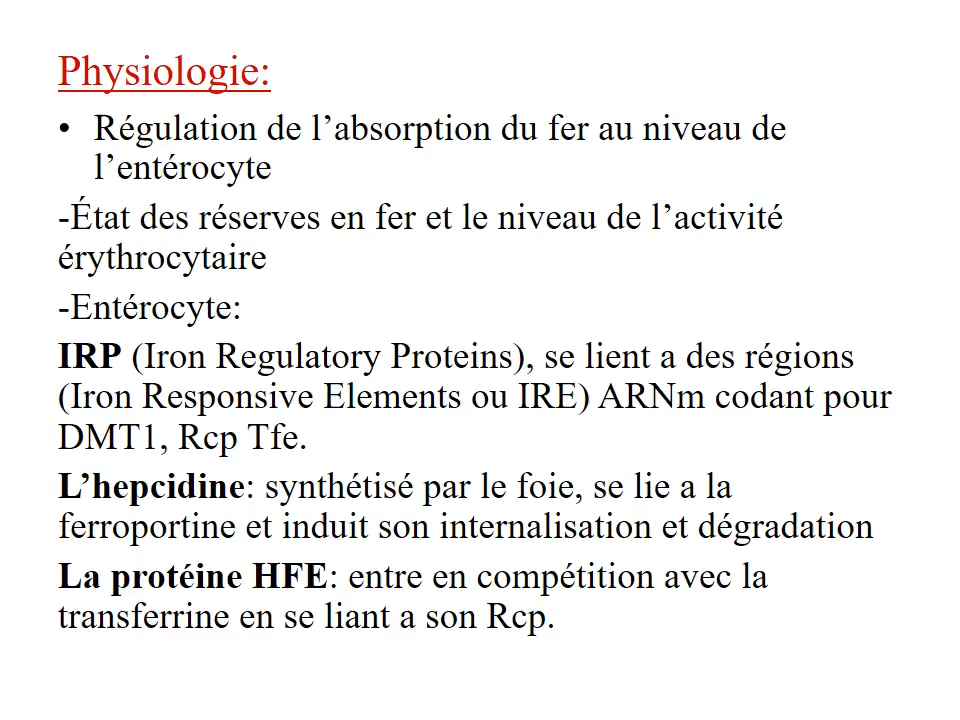 Physiologie:
• Régulation de l’absorption du fer au niveau de
l’entérocyte
-État des réserves en fer et le niveau de l’activité
érythrocytaire
-Entérocyte:
IRP (Iron Regulatory Proteins), se lient a des régions
(Iron Responsive Elements ou IRE) ARNm codant pour
DMT1, Rcp Tfe.
L’hepcidine: synthétisé par le foie, se lie a la
ferroportine et induit son internalisation et dégradation
La protéine HFE: entre en compétition avec la
transferrine en se liant a son Rcp.